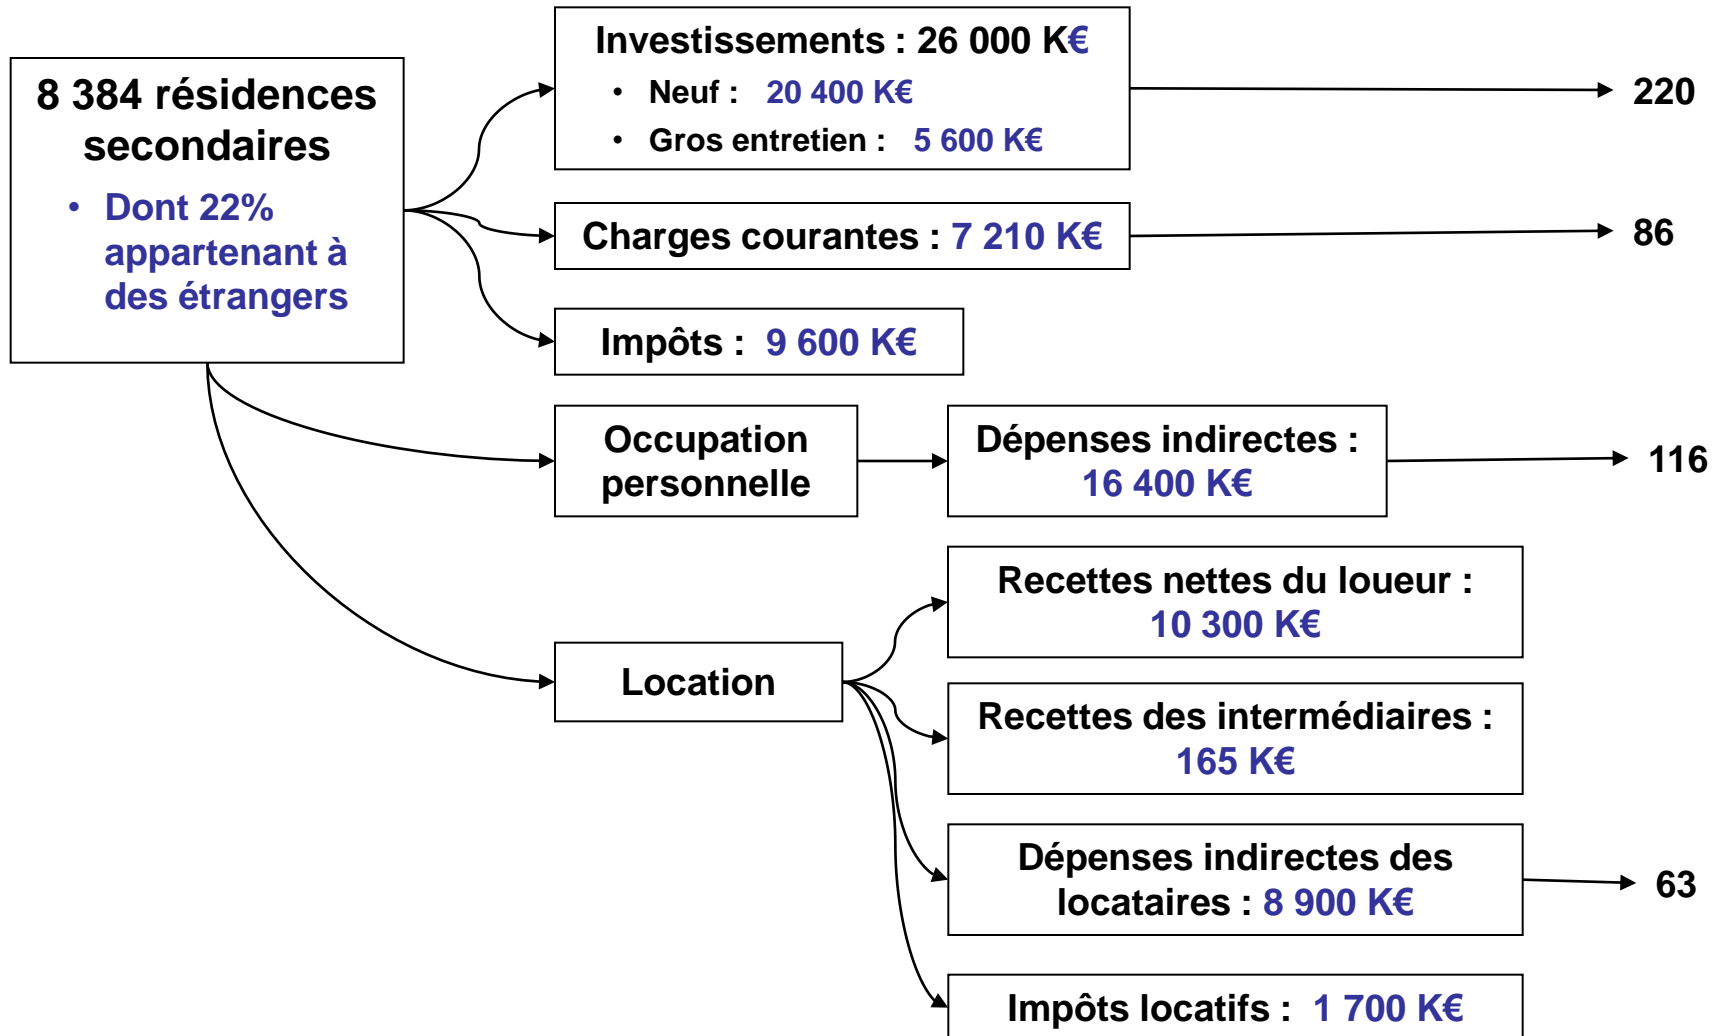 8 384 résidences
secondaires
• Dont 22%
appartenant à
des étrangers
Investissements : 26 000 K€
• Neuf : 20 400 K€
• Gros entretien : 5 600 K€
220
Charges courantes : 7 210 K€
86
Impôts : 9 600 K€
Occupation
personnelle
Dépenses indirectes :
16 400 K€
116
Location
Recettes nettes du loueur :
10 300 K€
Recettes des intermédiaires :
165 K€
Dépenses indirectes des
locataires : 8 900 K€
63
Impôts locatifs : 1 700 K€